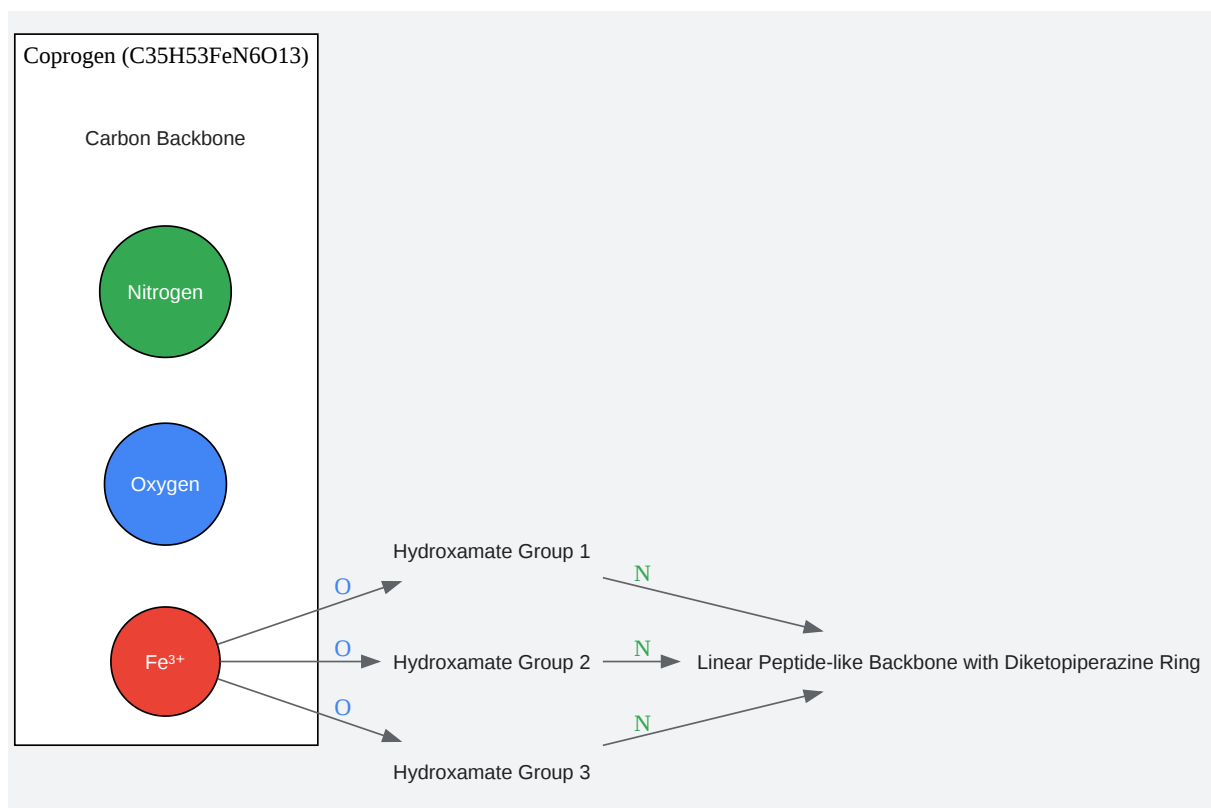 Coprogen (C35H53FeN6O13)
Carbon Backbone
Nitrogen
Oxygen
Hydroxamate Group 1
O
N
Fe³⁺
O
Hydroxamate Group 2
N
Linear Peptide-like Backbone with Diketopiperazine Ring
O
N
Hydroxamate Group 3